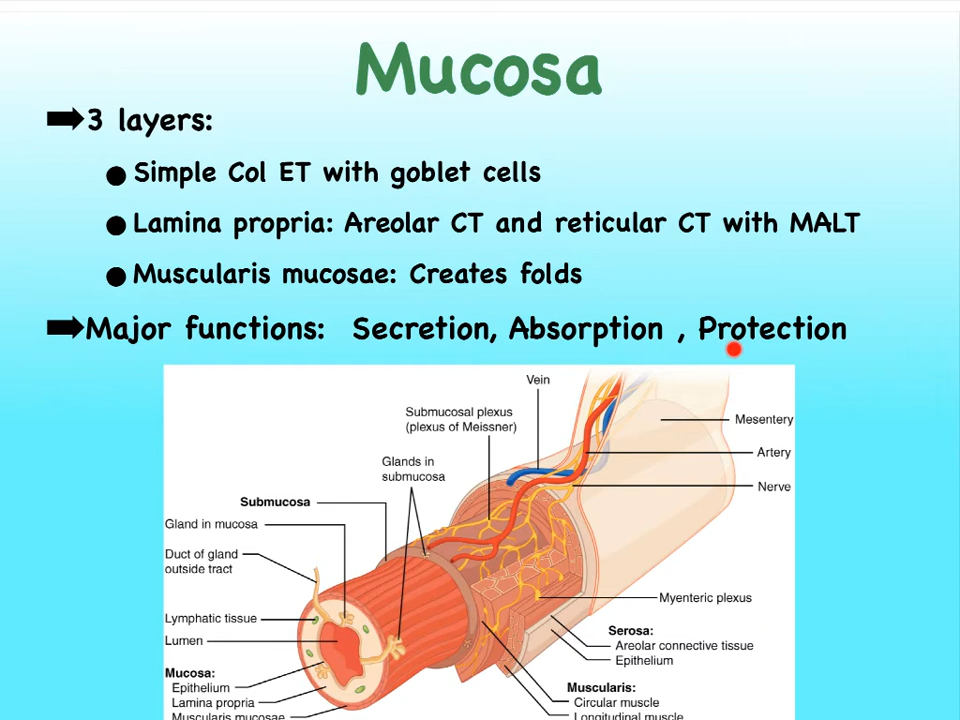 Mucosa
3 layers:
Simple Col ET with goblet cells
Lamina propria: Areolar CT and reticular CT with MALT
Muscularis mucosae: Creates folds
Major functions: Secretion, Absorption , Protection
Vein
Submucosal plexus
(plexus of Meissner)
Mesentery
Artery
Glands in
submucosa
Nerve
Submucosa
Gland in mucosa
Duct of gland
outside tract
Myenteric plexus
Lymphatic tissue
Lumen
Serosa:
Areolar connective tissue
Epithelium
Mucosa:
Epithelium
Lamina propria
Muscularis mucosae
Muscularis:
Circular muscle
Longitudinal muscle